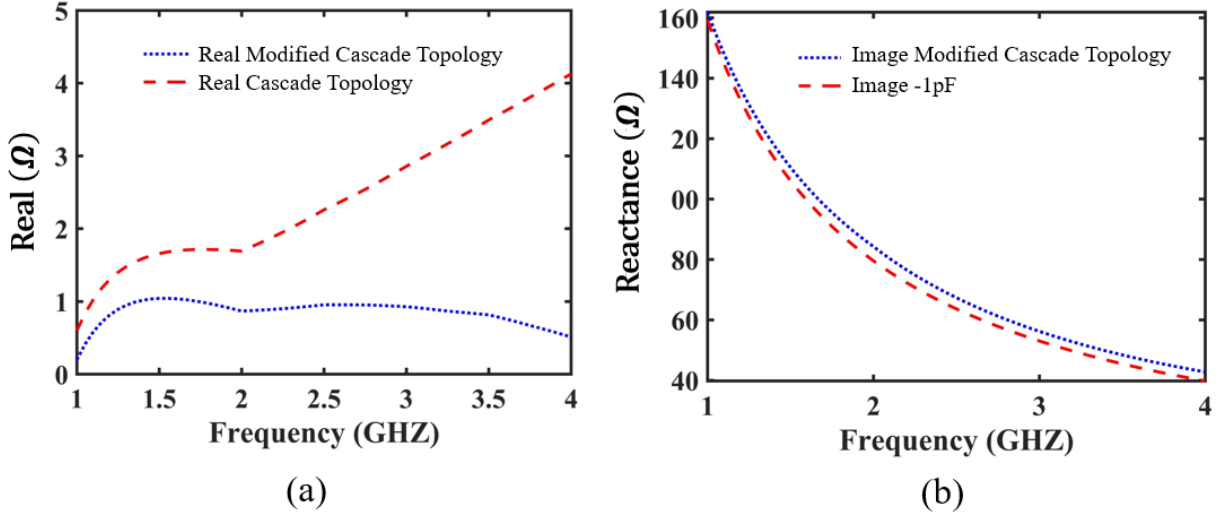 5
4
3
2
1
0
Real (Ω)
Real Modified Cascade Topology
Real Cascade Topology
1 1.5 2 2.5 3 3.5 4
Frequency (GHZ)
(a)
160
140
20
00
80
60
40
Reactance (Ω)
Image Modified Cascade Topology
Image -1pF
1 2 3 4
Frequency (GHZ)
(b)